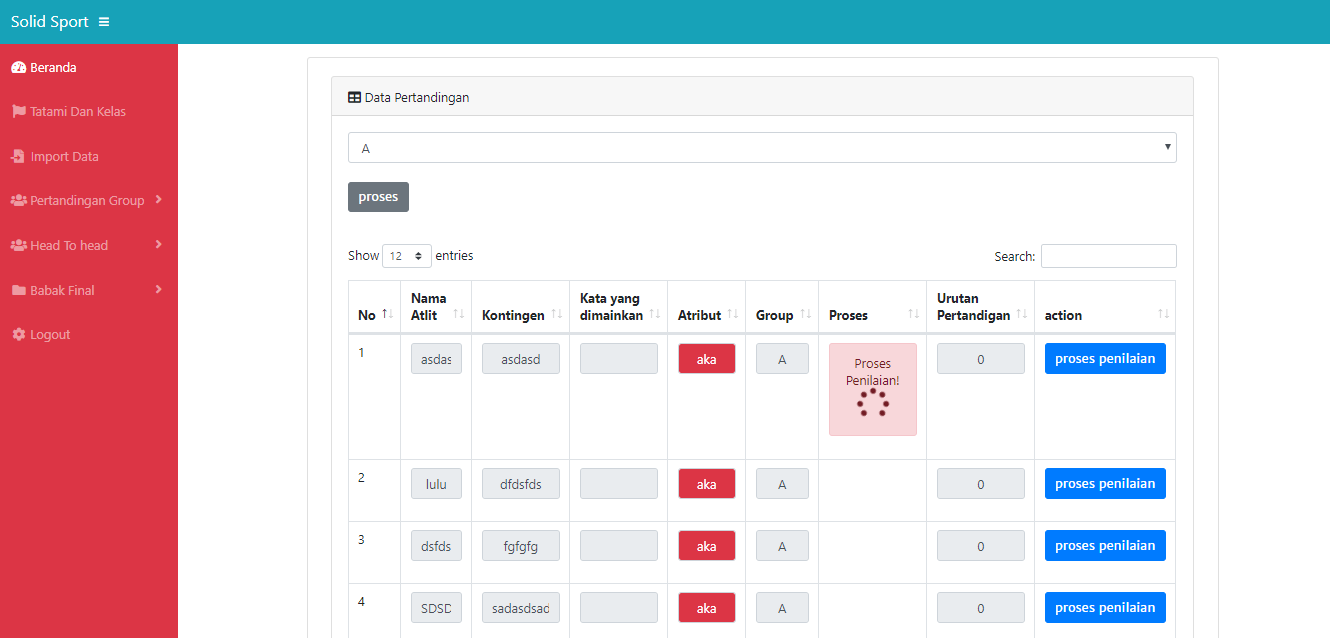 Solid Sport
Beranda
Tatami Dan Kelas
Import Data
Pertandingan Group
Head To head
Babak Final
Logout
Data Pertandingan
A
proses
Show 12 entries
Search:
No
Nama
Atlit
Kontingen
Kata yang
dimainkan
Atribut
Group
Proses
Urutan
Pertandigan
action
1 asdas asdasd aka A
Proses
Penilaian!
0 proses penilaian
2 lulu dfdsfds aka A 0 proses penilaian
3 dsfds fgfgfg aka A 0 proses penilaian
4 SDSD sadasdsad aka A 0 proses penilaian